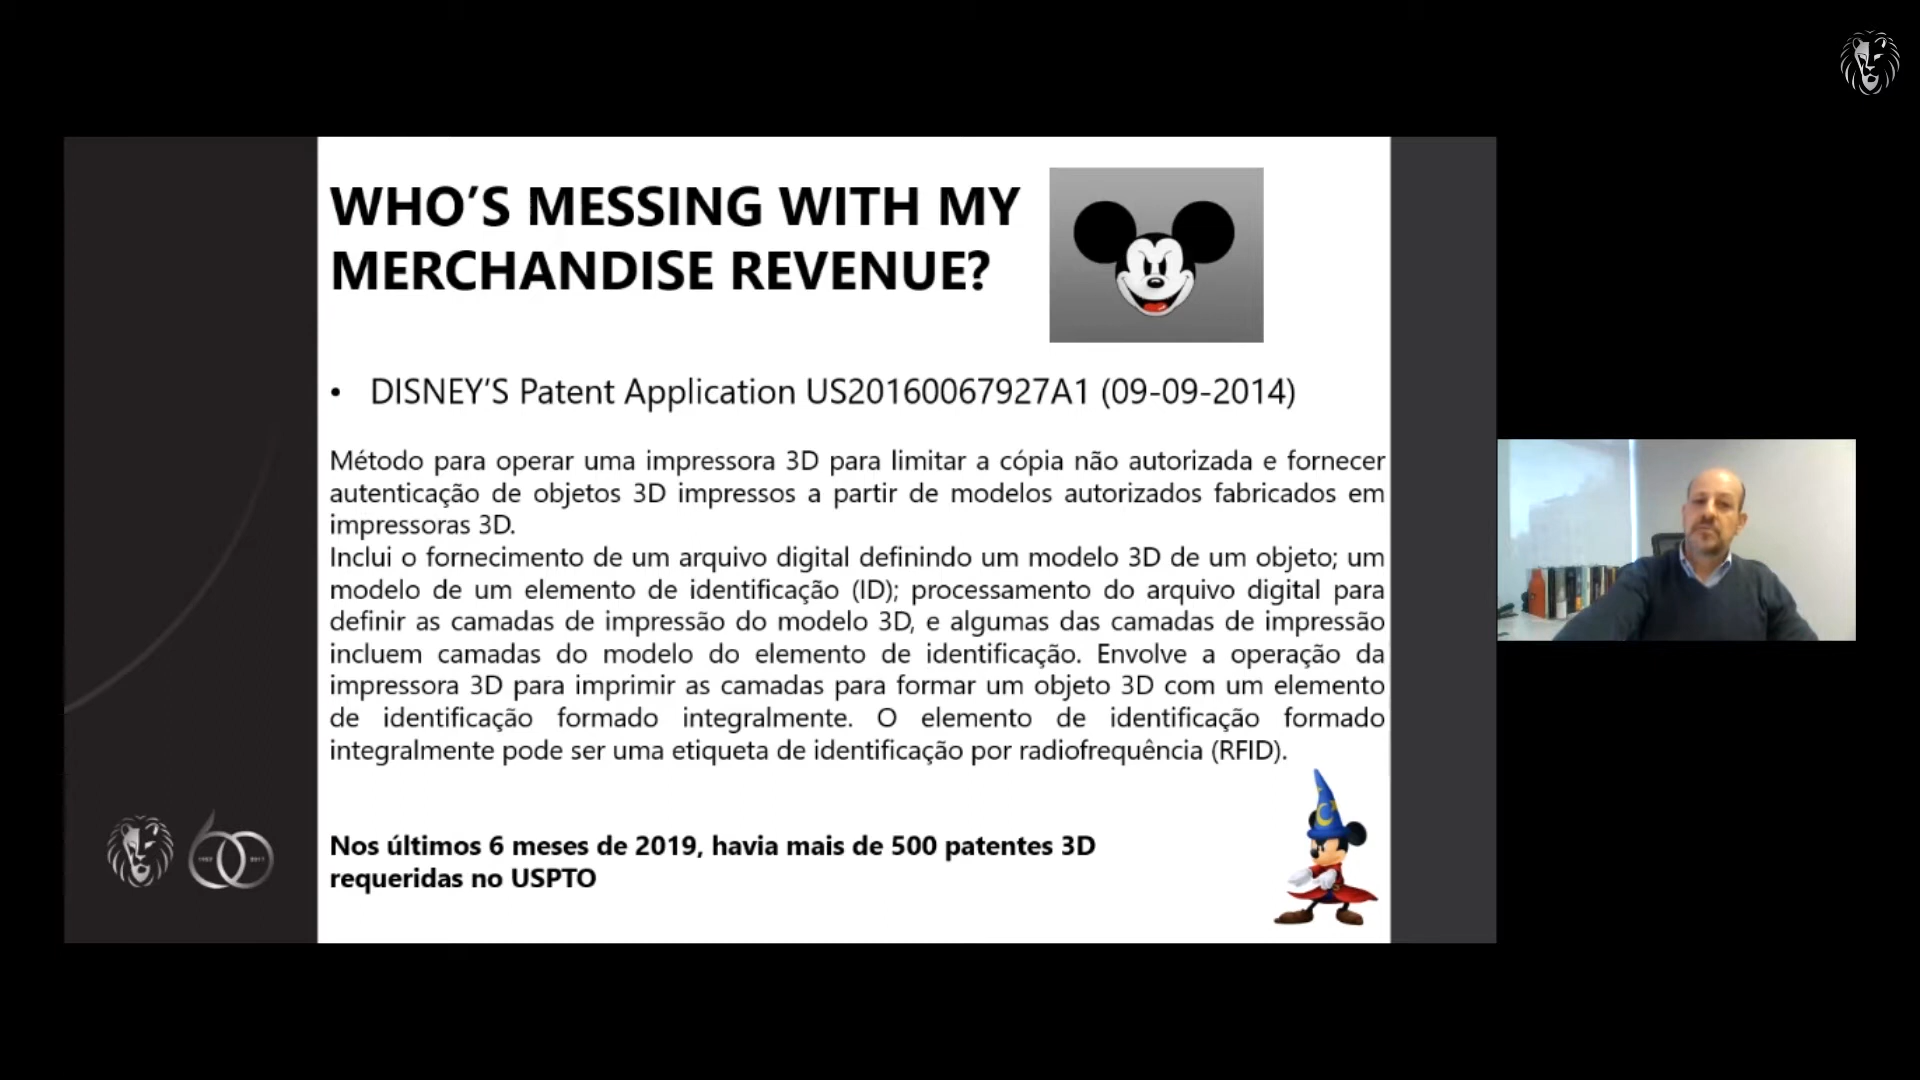 WHO'S MESSING WITH MY
MERCHANDISE REVENUE?
• DISNEY'S Patent Application US20160067927A1 (09-09-2014)
Método para operar uma impressora 3D para limitar a cópia não autorizada e fornecer
autenticação de objetos 3D impressos a partir de modelos autorizados fabricados em
impressoras 3D.
Inclui o fornecimento de um arquivo digital definindo um modelo 3D de um objeto; um
modelo de um elemento de identificação (ID); processamento do arquivo digital para
definir as camadas de impressão do modelo 3D, e algumas das camadas de impressão
incluem camadas do modelo do elemento de identificação. Envolve a operação da
impressora 3D para imprimir as camadas para formar um objeto 3D com um elemento
de identificação formado integralmente. O elemento de identificação formado
integralmente pode ser uma etiqueta de identificação por radiofrequência (RFID).
Nos últimos 6 meses de 2019, havia mais de 500 patentes 3D
requeridas no USPTO
60